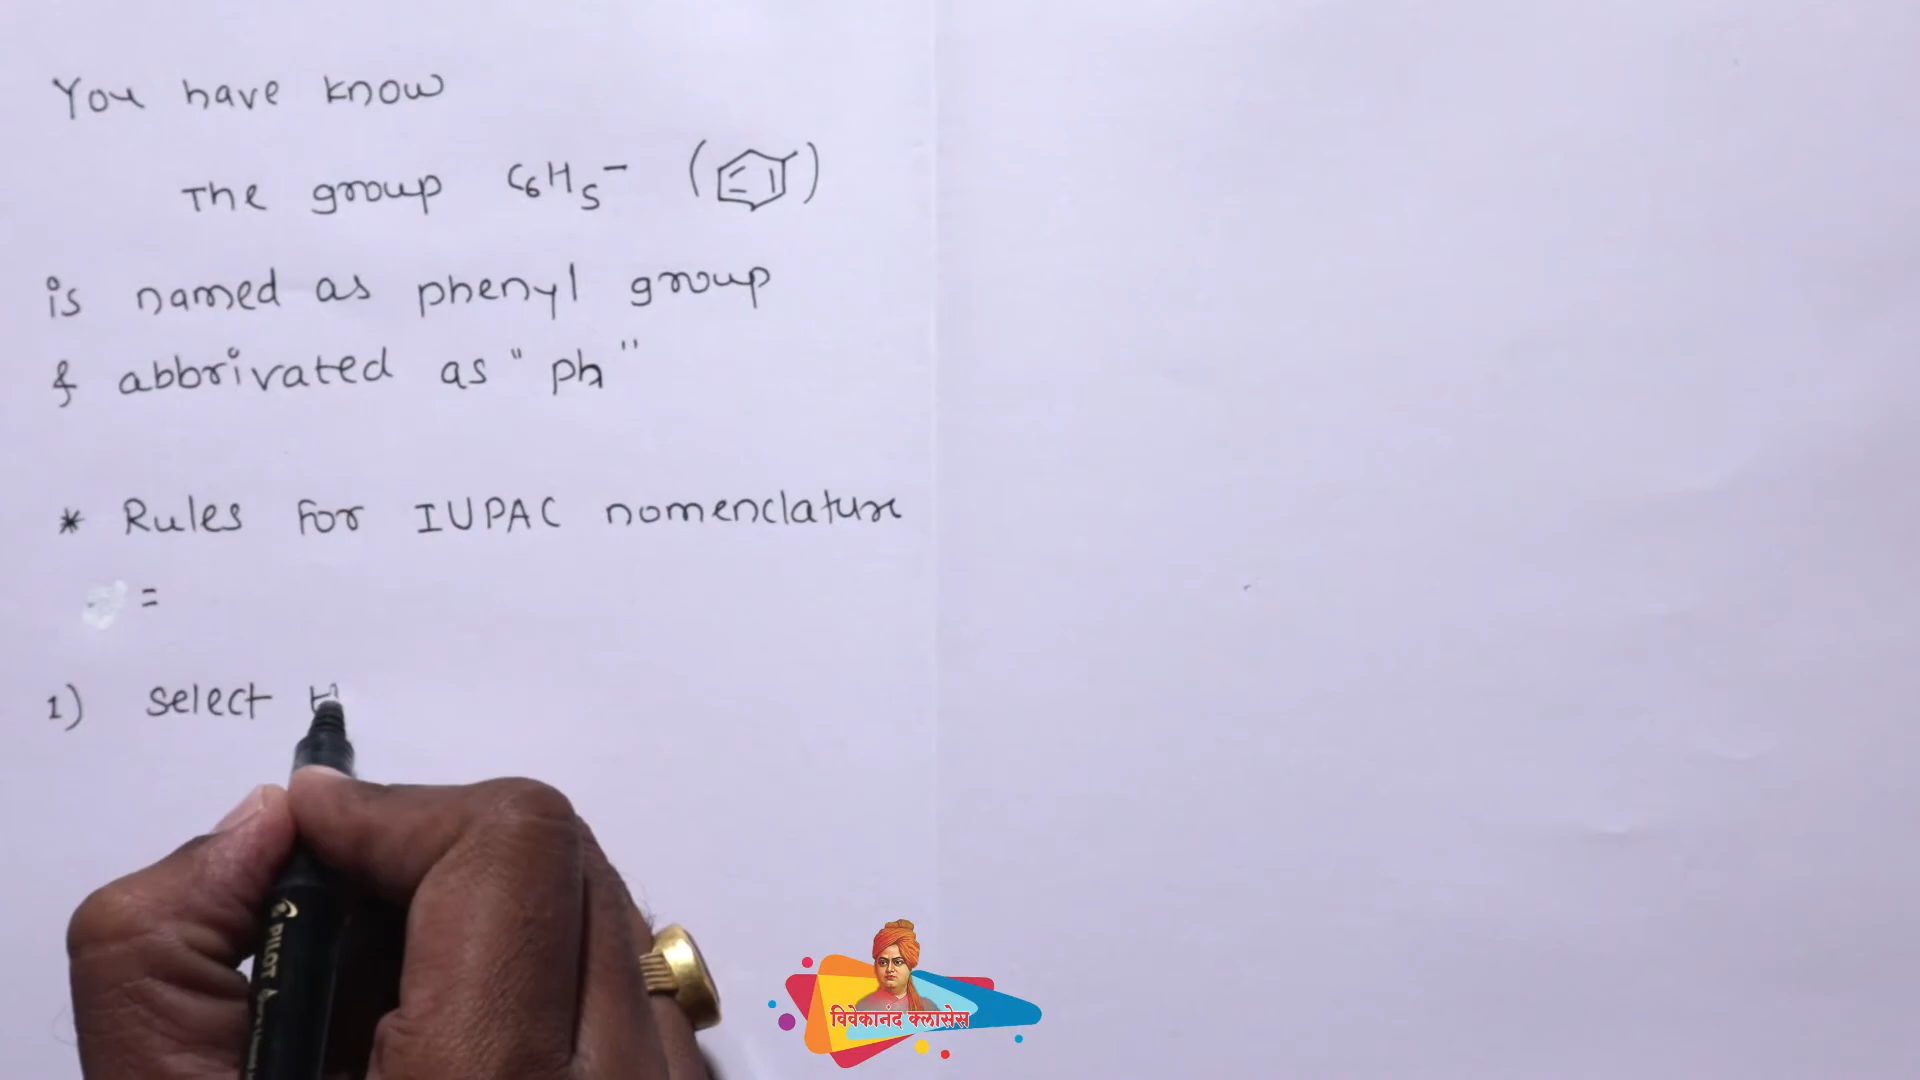 You have know
The group C6H5- ( )
is named as phenyl group
& abbrivated as "ph"
* Rules For IUPAC nomenclature
=
1) select
PILOT
विवेकानंद क्लासेस